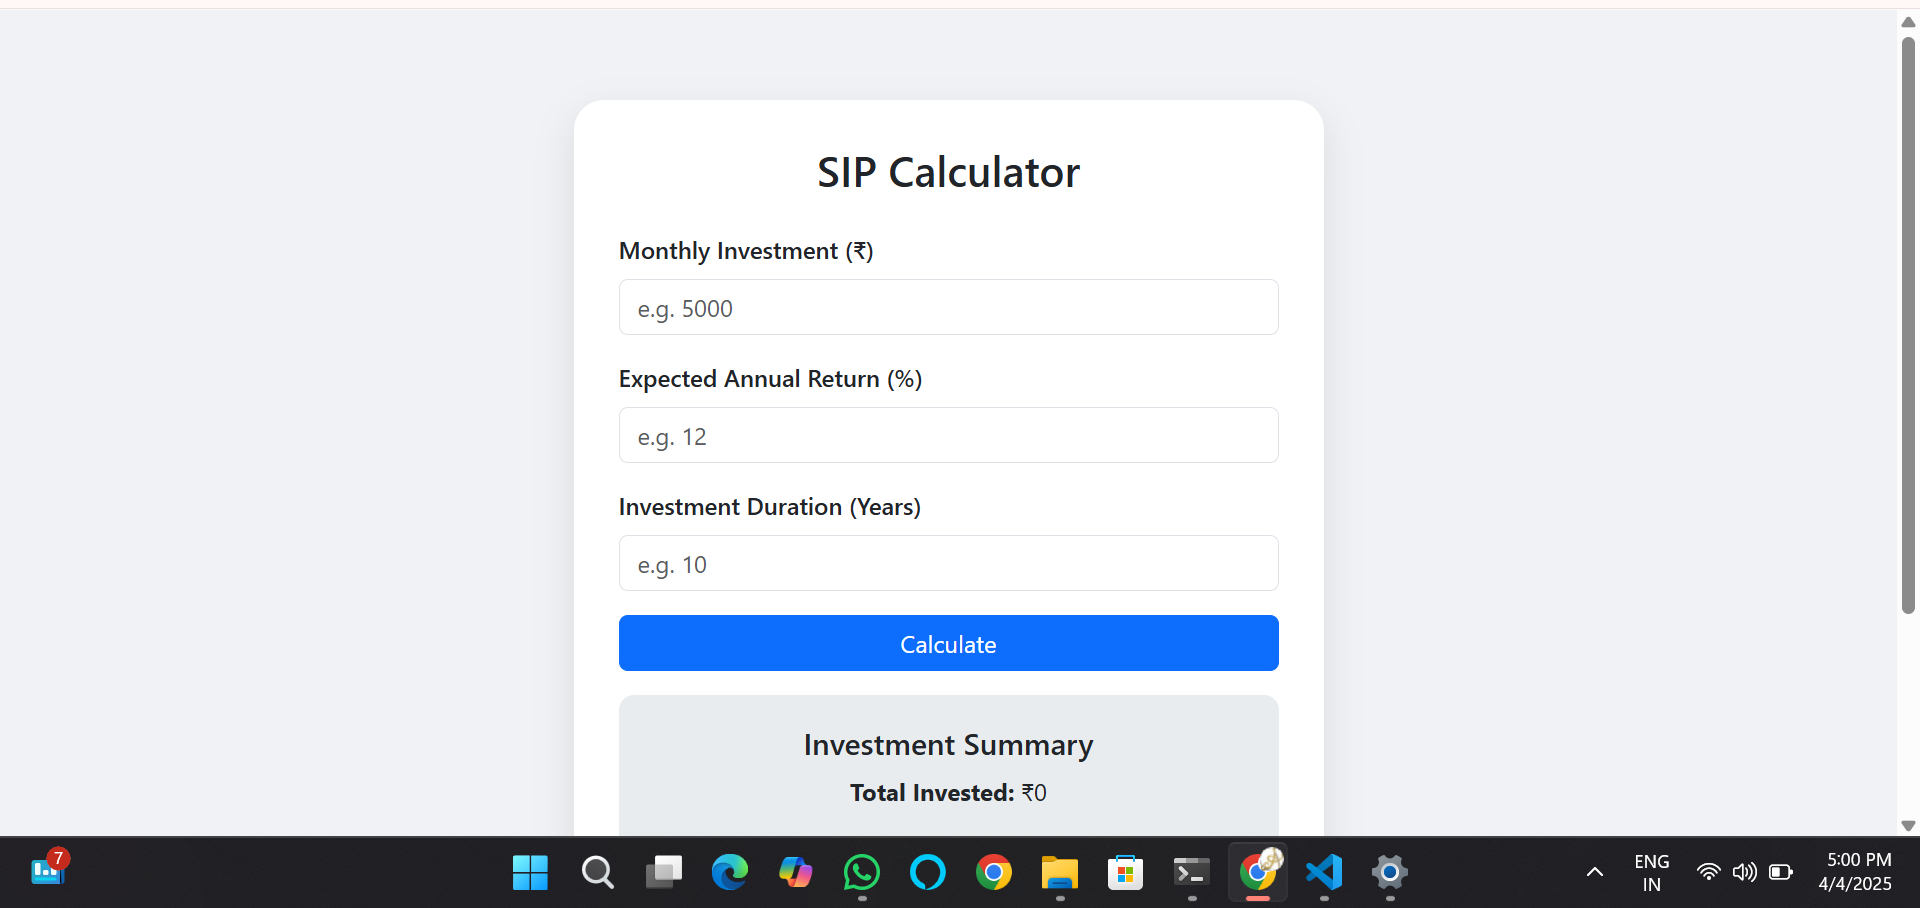 SIP Calculator
Monthly Investment (₹)
e.g. 5000
Expected Annual Return (%)
e.g. 12
Investment Duration (Years)
e.g. 10
Calculate
Investment Summary
Total Invested: ₹0
7
ENG
IN
5:00 PM
4/4/2025